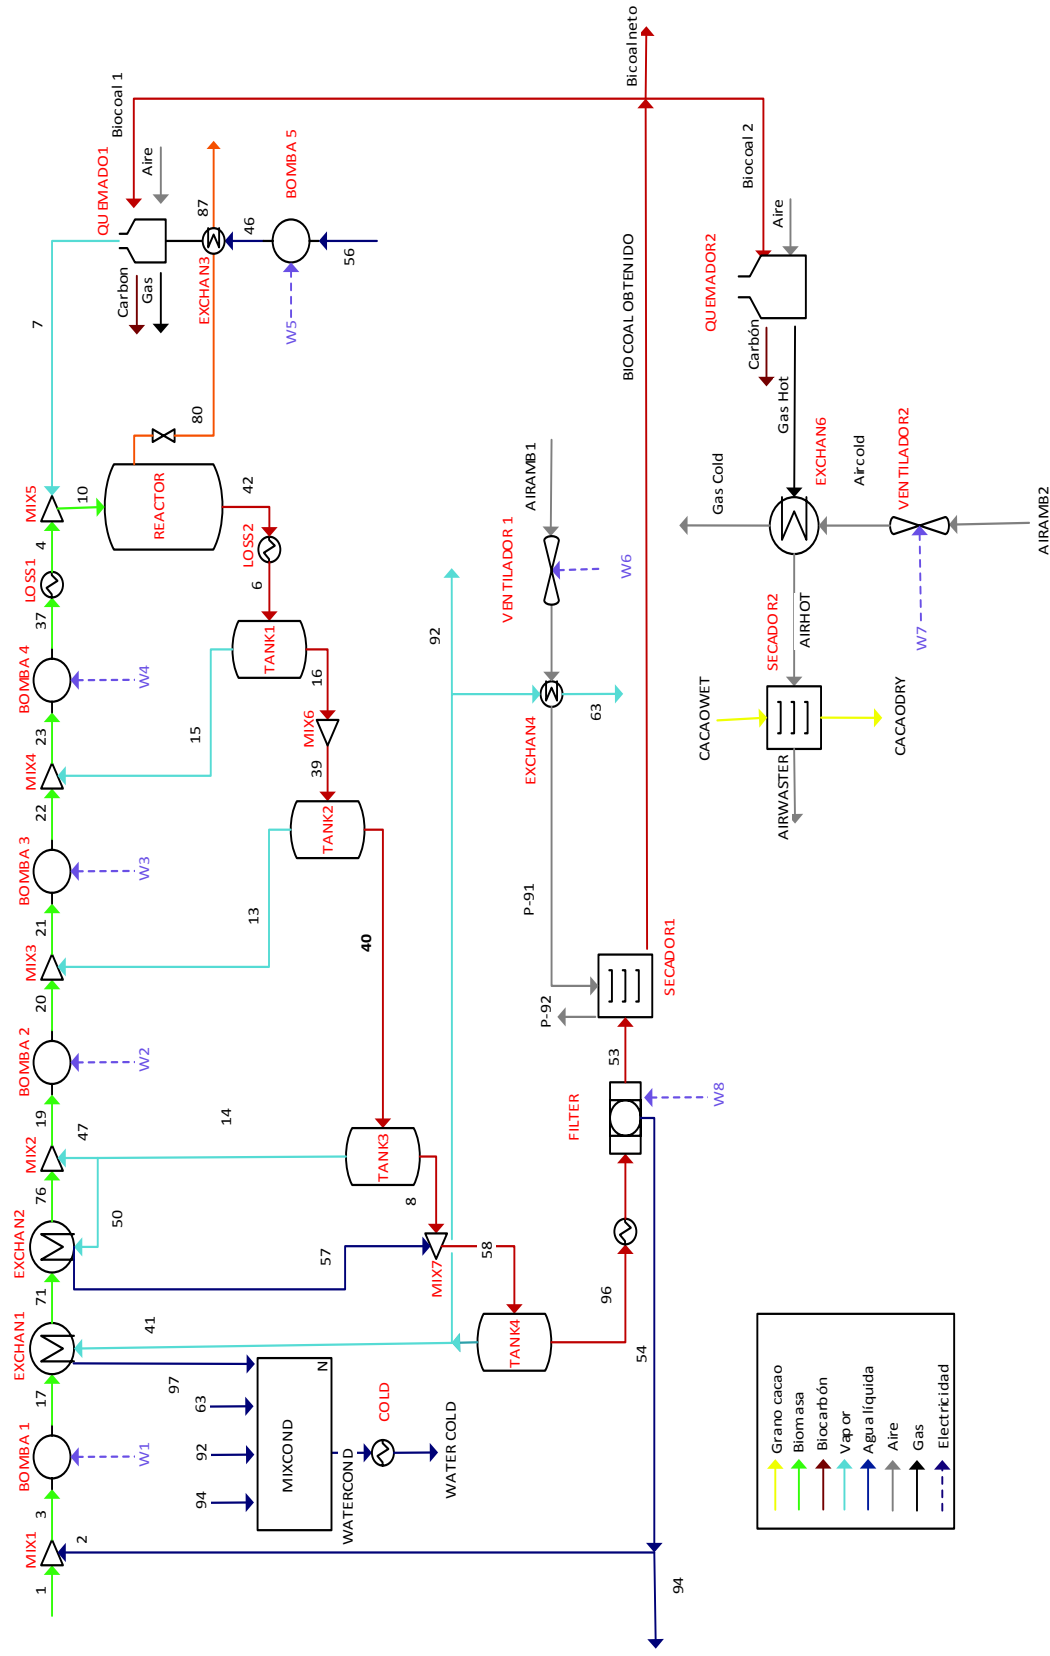 1
MIX1
2
3
BOMBA 1
W1
17
EXCHAN1
41
97
71
EXCHAN2
50
57
76
MIX2
47
14
19
BOMBA 2
W2
20
MIX3
13
21
BOMBA 3
W3
22
MIX4
15
23
BOMBA 4
W4
37
LOSS1
4
MIX5
10
7
REACTOR
80
42
LOSS2
6
TANK1
16
MIX6
39
TANK2
40
TANK3
8
MIX7
58
TANK4
96
54
94
QUEMADO1
Biocoal 1
Aire
Carbon
Gas
EXCHAN3
87
46
BOMBA 5
W5
56
Bicoal neto
Biocoal 2
BIOCOAL OBTENIDO
QUEMADOR2
Aire
Carbón
Gas Hot
EXCHAN6
Gas Cold
Aircold
VENTILADOR2
W7
AIRAMB2
SECADOR2
AIRHOT
CACAOWET
CACAODRY
AIRWASTER
AIRAMB1
VENTILADOR 1
W6
92
EXCHAN4
63
P-91
P-92
SECADOR1
53
FILTER
W8
94
92
63
MIXCOND
N
WATERCOND
COLD
WATER COLD
Grano cacao
Biomasa
Biocarbón
Vapor
Agua líquida
Aire
Gas
Electricidad